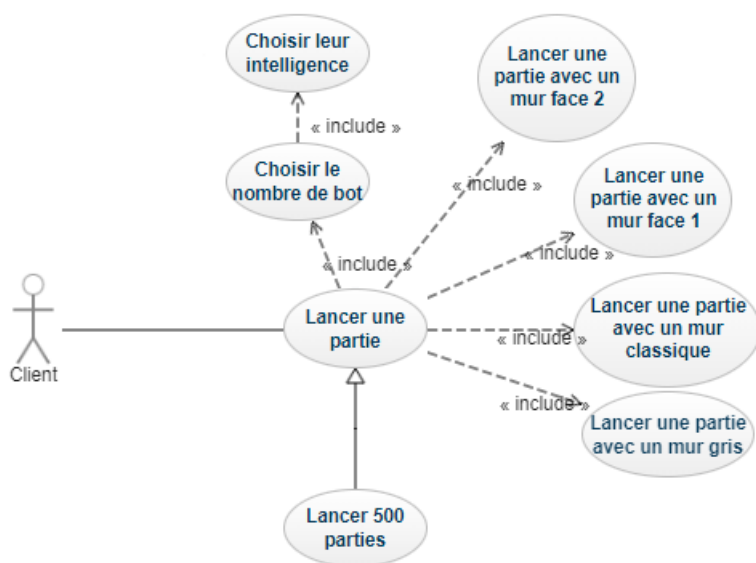 Choisir leur
intelligence
Lancer une
partie avec un
mur face 2
« include »
Choisir le
nombre de bot
« include »
Lancer une
partie avec un
mur face 1
« include »
« include »
Lancer une
partie
Client
Lancer une partie
avec un mur
classique
« include »
« include »
Lancer une partie
avec un mur gris
Lancer 500
parties